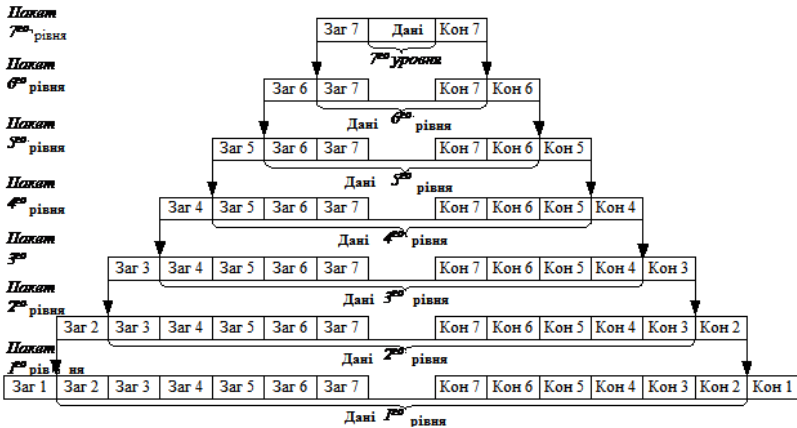 Пакет
7го рівня
Заг 7 Дані Кон 7
7го уровня
Пакет
6го рівня
Заг 6 Заг 7 Кон 7 Кон 6
Дані 6го рівня
Пакет
5го рівня
Заг 5 Заг 6 Заг 7 Кон 7 Кон 6 Кон 5
Дані 5го рівня
Пакет
4го рівня
Заг 4 Заг 5 Заг 6 Заг 7 Кон 7 Кон 6 Кон 5 Кон 4
Дані 4го рівня
Пакет
3го
Заг 3 Заг 4 Заг 5 Заг 6 Заг 7 Кон 7 Кон 6 Кон 5 Кон 4 Кон 3
Дані 3го рівня
Пакет
2го рівня
Заг 2 Заг 3 Заг 4 Заг 5 Заг 6 Заг 7 Кон 7 Кон 6 Кон 5 Кон 4 Кон 3 Кон 2
Дані 2го рівня
Пакет
1го рів ня
Заг 1 Заг 2 Заг 3 Заг 4 Заг 5 Заг 6 Заг 7 Кон 7 Кон 6 Кон 5 Кон 4 Кон 3 Кон 2 Кон 1
Дані 1го рівня